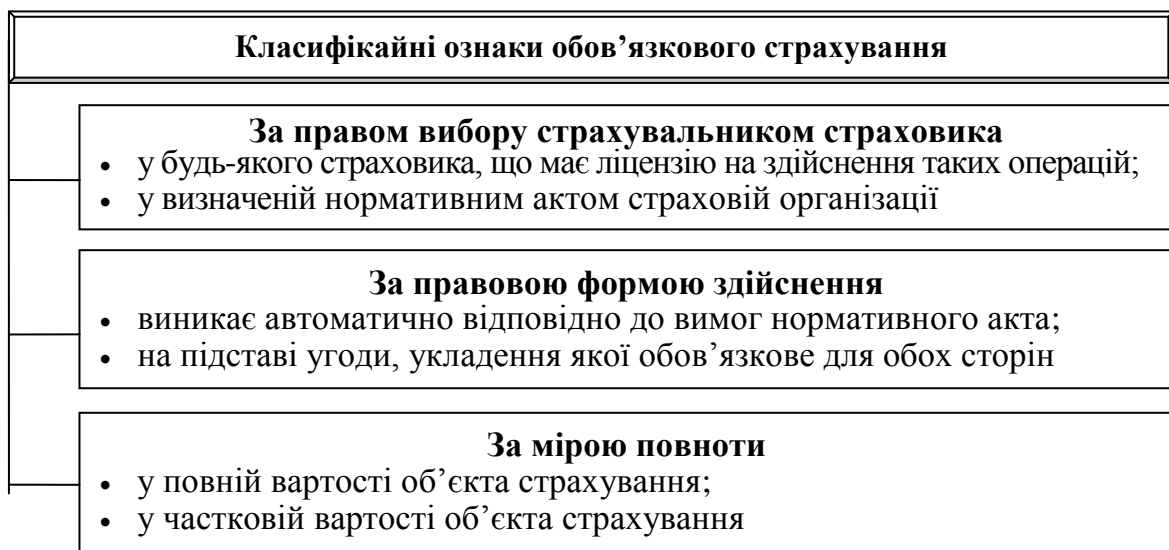 Класифікайні ознаки обов’язкового страхування
За правом вибору страхувальником страховика
• у будь-якого страховика, що має ліцензію на здійснення таких операцій;
• у визначеній нормативним актом страховій організації
За правовою формою здійснення
• виникає автоматично відповідно до вимог нормативного акта;
• на підставі угоди, укладення якої обов’язкове для обох сторін
За мірою повноти
• у повній вартості об’єкта страхування;
• у частковій вартості об’єкта страхування